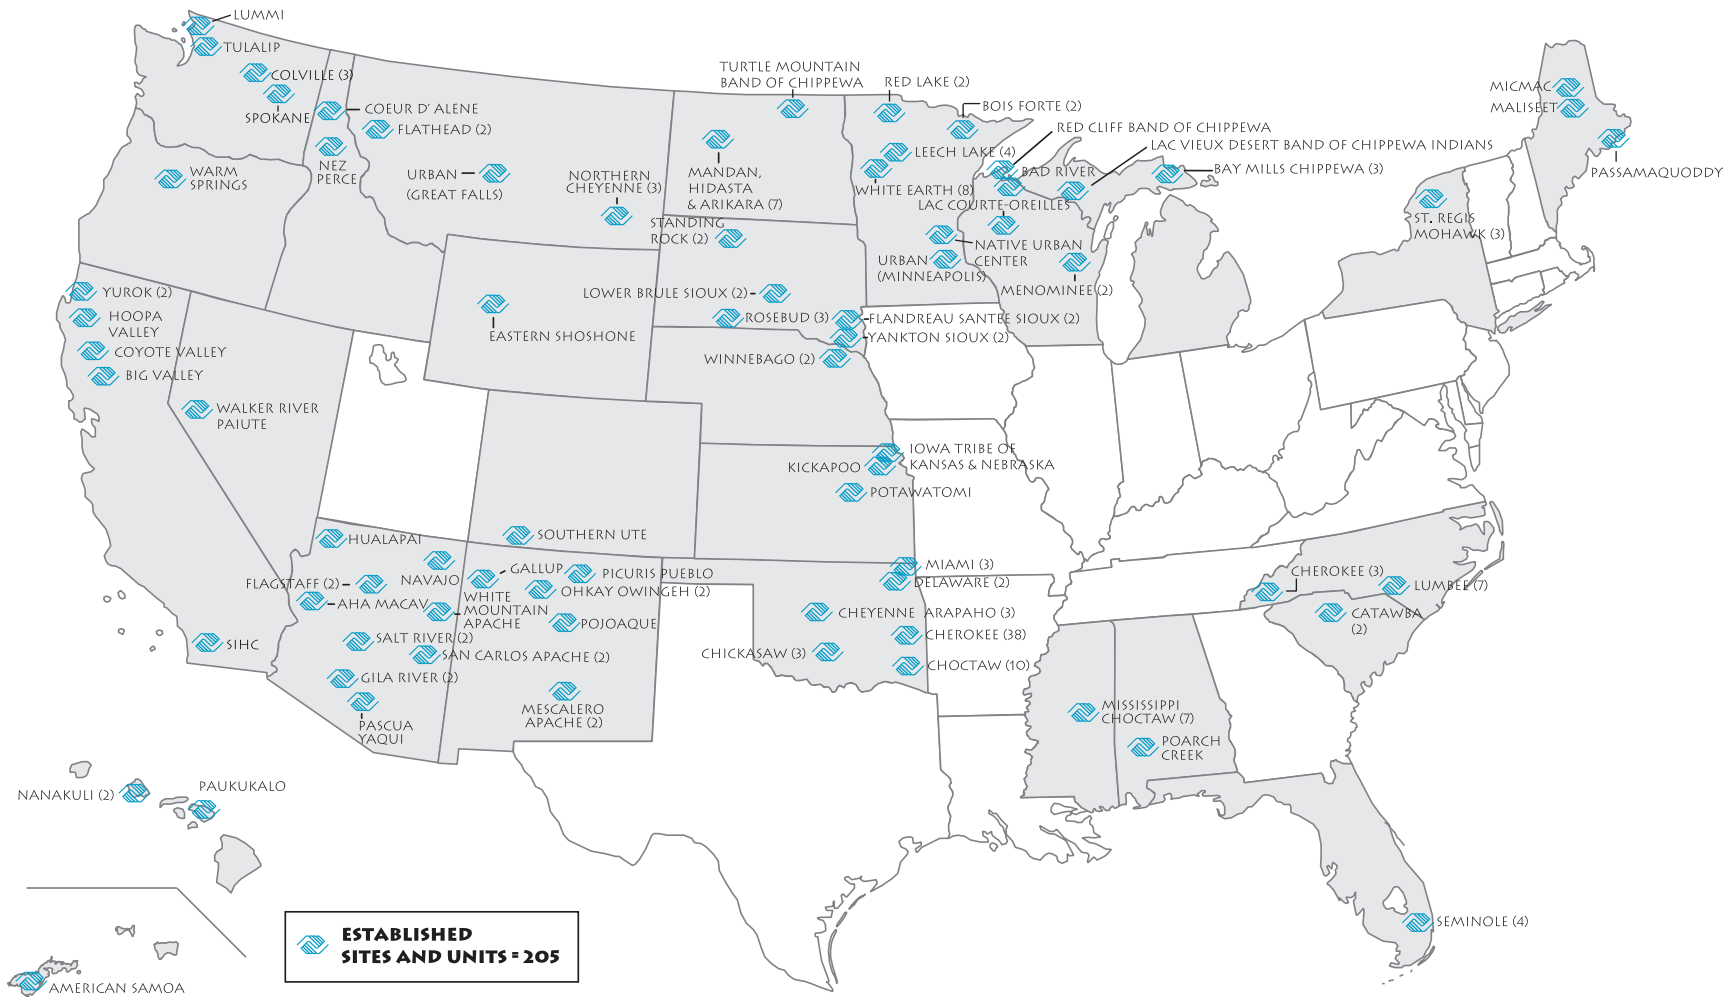 LUMMI
TULALIP
COLVILLE (3)
SPOKANE
COEUR D' ALENE
FLATHEAD (2)
NEZ
PERCE
WARM
SPRINGS
URBAN
(GREAT FALLS)
NORTHERN
CHEYENNE (3)
TURTLE MOUNTAIN
BAND OF CHIPPEWA
MANDAN,
HIDASTA
& ARIKARA (7)
STANDING
ROCK (2)
RED LAKE (2)
BOIS FORTE (2)
LEECH LAKE (4)
WHITE EARTH (8)
RED CLIFF BAND OF CHIPPEWA
LAC VIEUX DESERT BAND OF CHIPPEWA INDIANS
BAD RIVER
BAY MILLS CHIPPEWA (3)
LAC COURTE-OREILLES
NATIVE URBAN
CENTER
URBAN
(MINNEAPOLIS)
MENOMINEE (2)
MICMAC
MALISEET
PASSAMAQUODDY
ST. REGIS
MOHAWK (3)
YUROK (2)
HOOPA
VALLEY
COYOTE VALLEY
BIG VALLEY
WALKER RIVER
PAIUTE
EASTERN SHOSHONE
LOWER BRULE SIOUX (2)
ROSEBUD (3)
FLANDREAU SANTEE SIOUX (2)
YANKTON SIOUX (2)
WINNEBAGO (2)
IOWA TRIBE OF
KANSAS & NEBRASKA
KICKAPOO
POTAWATOMI
SOUTHERN UTE
HUALAPAI
NAVAJO
FLAGSTAFF (2)
AHA MACAV
GALLUP
PICURIS PUEBLO
OHKAY OWINGEH (2)
WHITE
MOUNTAIN
APACHE
POJOAQUE
SALT RIVER (2)
SAN CARLOS APACHE (2)
GILA RIVER (2)
PASCUA
YAQUI
MESCALERO
APACHE (2)
SIHC
MIAMI (3)
DELAWARE (2)
CHEYENNE ARAPAHO (3)
CHEROKEE (38)
CHICKASAW (3)
CHOCTAW (10)
CHEROKEE (3)
LUMBEE (7)
CATAWBA
(2)
MISSISSIPPI
CHOCTAW (7)
POARCH
CREEK
SEMINOLE (4)
NANAKULI (2)
PAUKUKALO
AMERICAN SAMOA
ESTABLISHED
SITES AND UNITS = 205